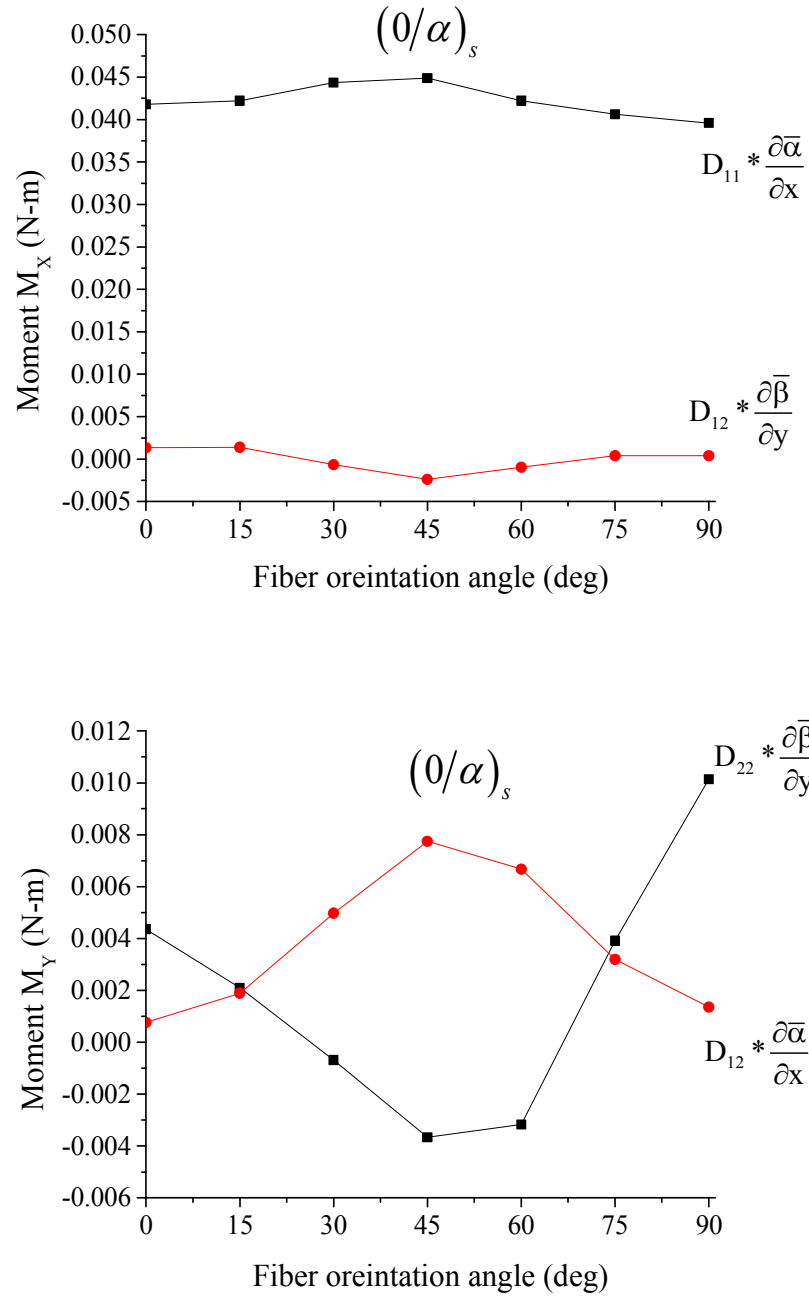 (0/α)ₛ
0.050
0.045
0.040
0.035
0.030
0.025
0.020
0.015
0.010
0.005
0.000
-0.005
Moment M_X (N-m)
D₁₁ * ∂ᾱ/∂x
D₁₂ * ∂β̄/∂y
0 15 30 45 60 75 90
Fiber oreintation angle (deg)
0.012
0.010
0.008
0.006
0.004
0.002
0.000
-0.002
-0.004
-0.006
Moment M_Y (N-m)
(0/α)ₛ
D₂₂ * ∂β̄/∂y
D₁₂ * ∂ᾱ/∂x
0 15 30 45 60 75 90
Fiber oreintation angle (deg)